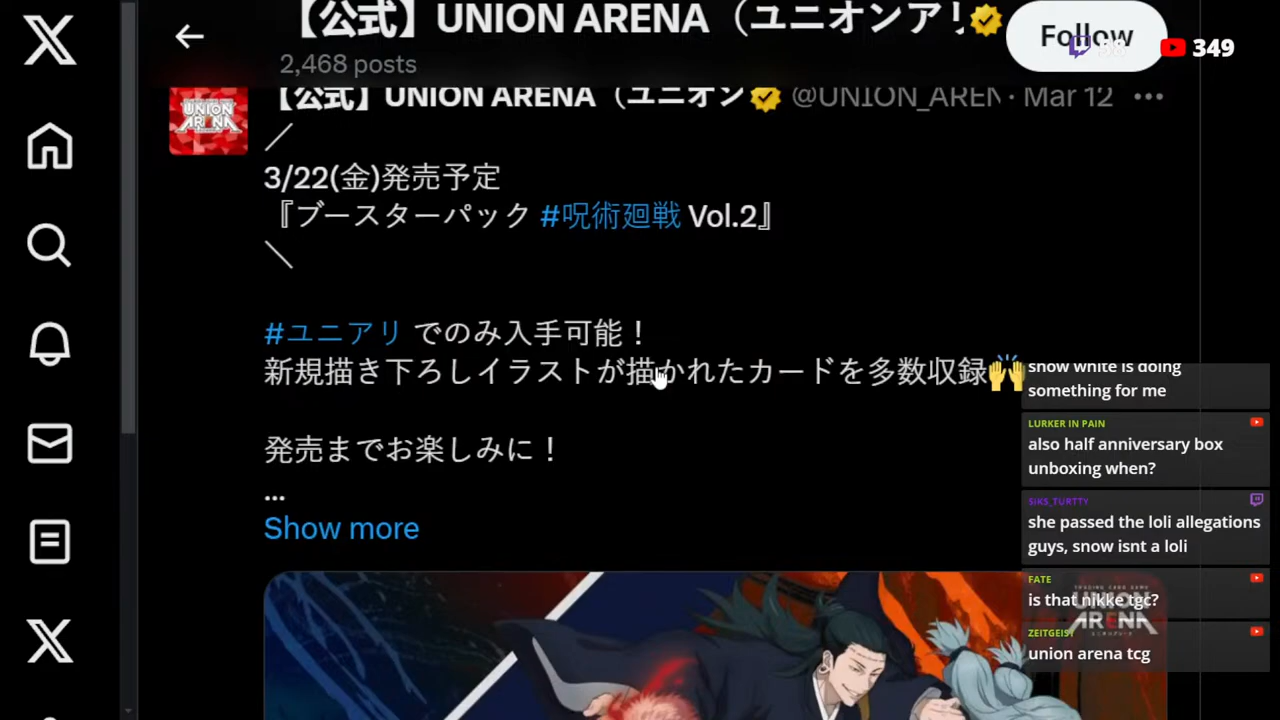 【公式】UNION ARENA（ユニオンアリ
2,468 posts
Follow
349
【公式】UNION ARENA（ユニオン @UNION_AREN · Mar 12
／
3/22(金)発売予定
『ブースターパック #呪術廻戦 Vol.2』
＼
#ユニアリ でのみ入手可能！
新規描き下ろしイラストが描かれたカードを多数収録🙌
発売までお楽しみに！
...
Show more
UNION ARENA
UNION ARENA
snow white is doing
something for me
LURKER IN PAIN
also half anniversary box
unboxing when?
SIKS_TURTTY
she passed the loli allegations
guys, snow isnt a loli
FATE
is that nikke tgc?
ZEITGEIST
union arena tcg